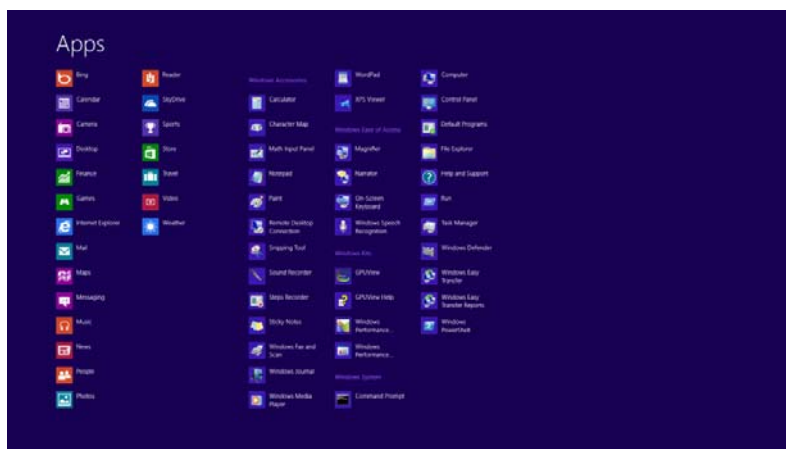 Apps
Bing
Calendar
Camera
Desktop
Finance
Games
Internet Explorer
Mail
Maps
Messaging
Music
News
People
Photos
Reader
SkyDrive
Sports
Store
Travel
Video
Weather
Windows Accessories
Calculator
Character Map
Math Input Panel
Notepad
Paint
Remote Desktop
Connection
Snipping Tool
Sound Recorder
Steps Recorder
Sticky Notes
Windows Fax and
Scan
Windows Journal
Windows Media
Player
WordPad
XPS Viewer
Windows Ease of Access
Magnifier
Narrator
On-Screen
Keyboard
Windows Speech
Recognition
Windows Kits
GPUView
GPUView Help
Windows
Performance...
Windows
Performance...
Windows System
Command Prompt
Computer
Control Panel
Default Programs
File Explorer
Help and Support
Run
Task Manager
Windows Defender
Windows Easy
Transfer
Windows Easy
Transfer Reports
Windows
PowerShell